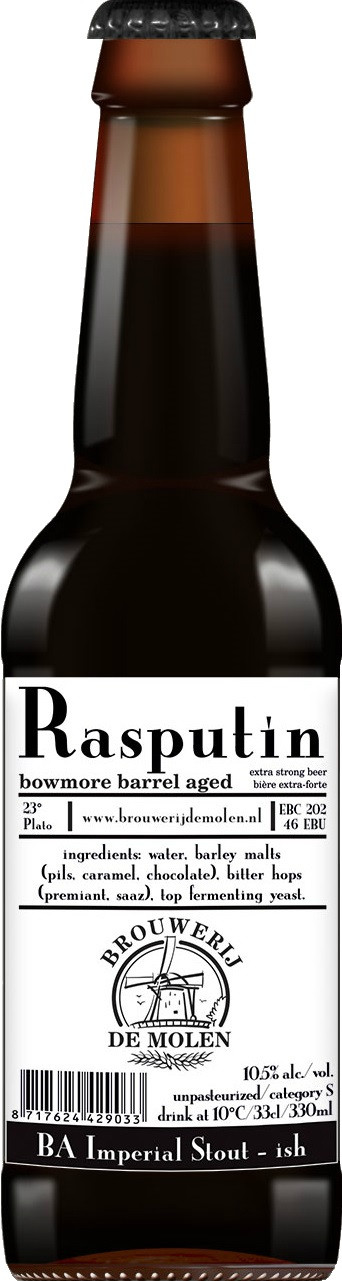 Rasputin
bowmore barrel aged
extra strong beer
bière extra-forte
23°
Plato
www.brouwerijdemolen.nl
EBC 202
46 EBU
ingredients: water, barley malts
(pils, caramel, chocolate), bitter hops
(premiant, saaz), top fermenting yeast.
BROUWERIJ
DE MOLEN
10.5% alc./vol.
unpasteurized/category S
drink at 10°C/33cl/330ml
8 717624 429033
BA Imperial Stout - ish